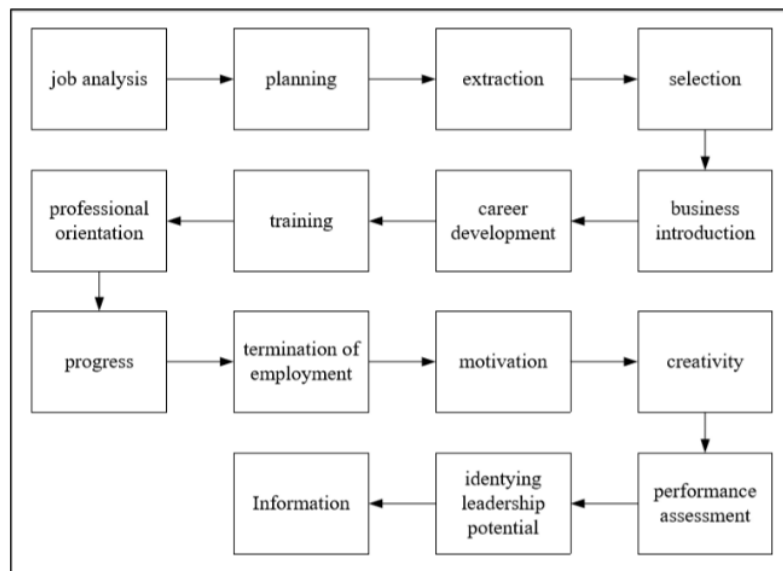 job analysis
planning
extraction
selection
business
introduction
career
development
training
professional
orientation
progress
termination of
employment
motivation
creativity
performance
assessment
identying
leadership
potential
Information